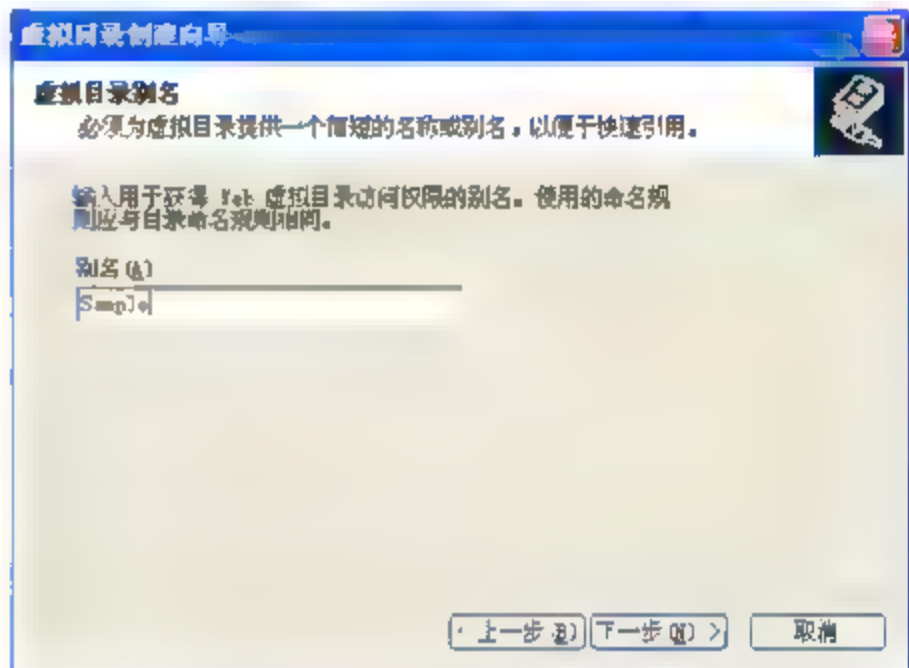 虚拟目录创建向导
虚拟目录别名
必须为虚拟目录提供一个简短的名称或别名，以便于快速引用。
输入用于获得 Web 虚拟目录访问权限的别名。使用的命名规
则应与目录命名规则相同。
别名(A)
Sample
< 上一步(B) 下一步(N) > 取消